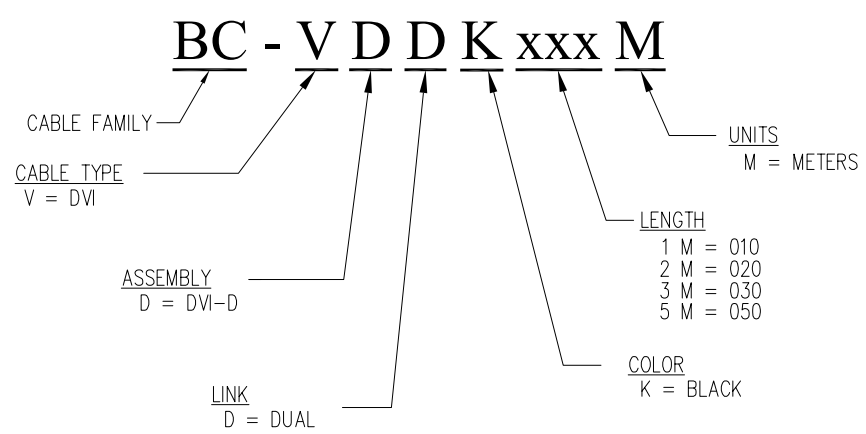 BC - V D D K xxx M
CABLE FAMILY
UNITS
M = METERS
CABLE TYPE
V = DVI
LENGTH
1 M = 010
2 M = 020
3 M = 030
5 M = 050
ASSEMBLY
D = DVI-D
COLOR
K = BLACK
LINK
D = DUAL